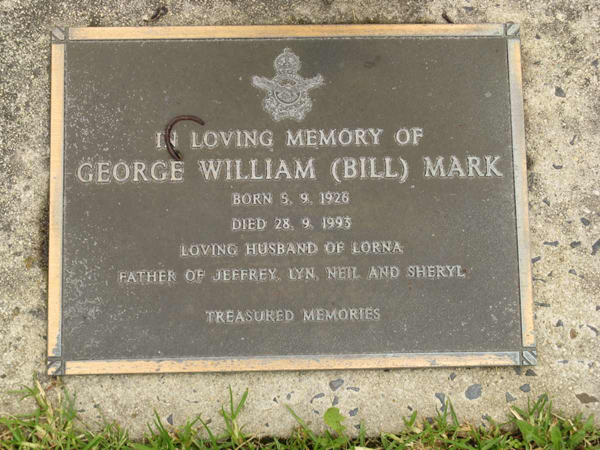 IN LOVING MEMORY OF
GEORGE WILLIAM (BILL) MARK
BORN 5. 9. 1926
DIED 28. 9. 1993
LOVING HUSBAND OF LORNA
FATHER OF JEFFREY, LYN, NEIL AND SHERYL
TREASURED MEMORIES